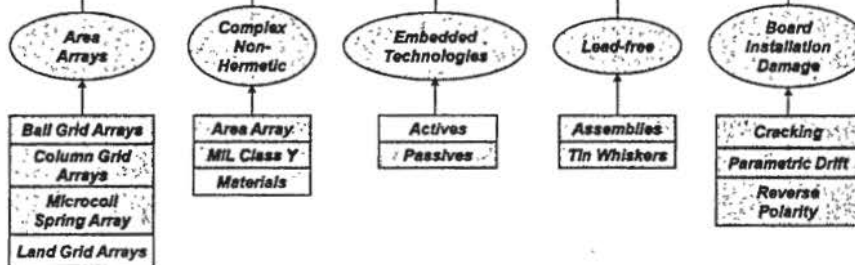 Area
Arrays
Complex
Non-
Hermetic
Embedded
Technologies
Lead-free
Board
Installation
Damage
Ball Grid Arrays
Column Grid
Arrays
Microcoil
Spring Array
Land Grid Arrays
Area Array
MIL Class Y
Materials
Actives
Passives
Assemblies
Tin Whiskers
Cracking
Parametric Drift
Reverse
Polarity